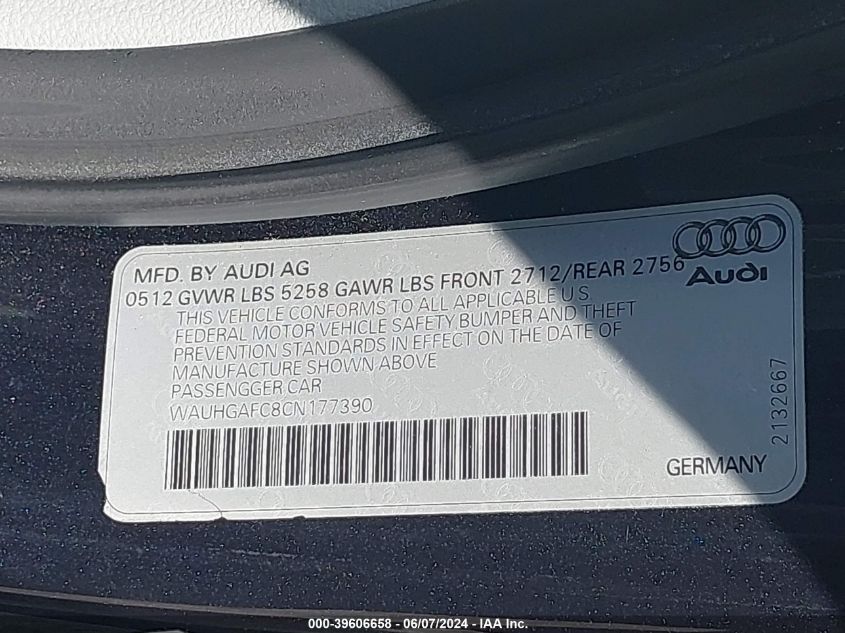 MFD. BY AUDI AG
0512 GVWR LBS 5258 GAWR LBS FRONT 2712/REAR 2756
THIS VEHICLE CONFORMS TO ALL APPLICABLE U S
FEDERAL MOTOR VEHICLE SAFETY,BUMPER AND THEFT
PREVENTION STANDARDS IN EFFECT ON THE DATE OF
MANUFACTURE SHOWN ABOVE
PASSENGGER CAR
WAUHGAFC8CN177390
Audi
2132667
GERMANY
000-39606658 - 06/07/2024 - IAA Inc.